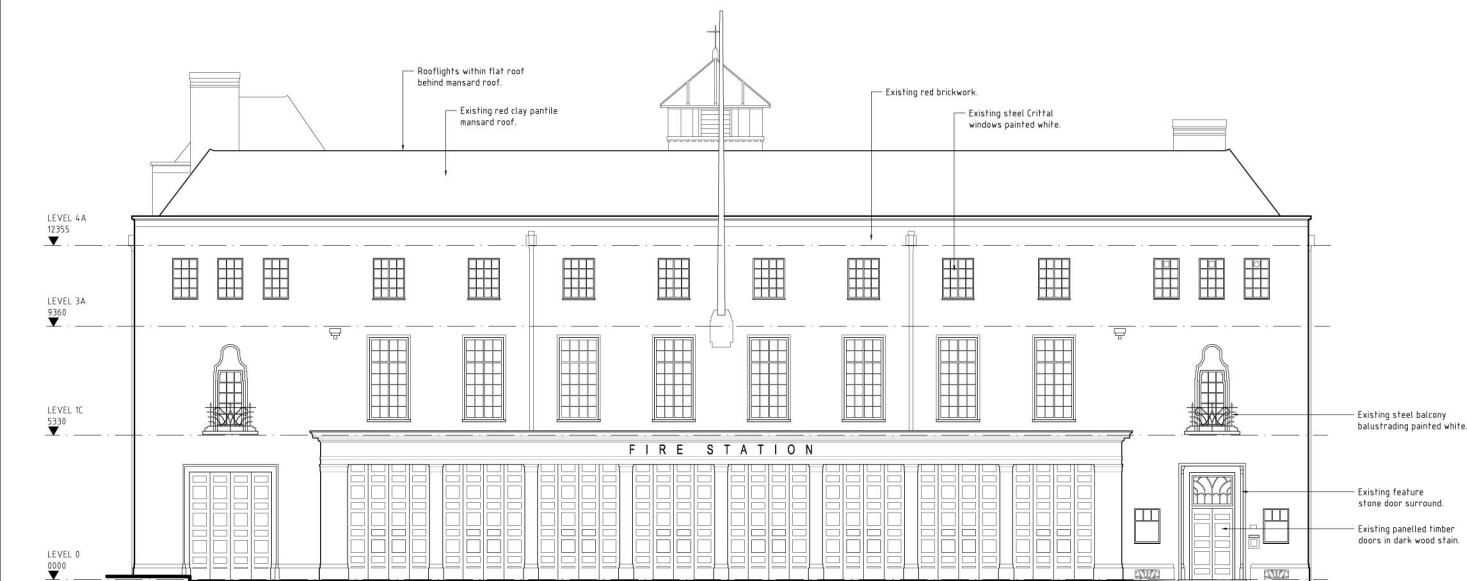 Rooflights within flat roof
behind mansard roof.
Existing red clay pantile
mansard roof.
Existing red brickwork.
Existing steel Crittal
windows painted white.
LEVEL 4A
12355
LEVEL 3A
9360
LEVEL 1C
5330
Existing steel balcony
balustrading painted white.
FIRE STATION
Existing feature
stone door surround.
Existing panelled timber
doors in dark wood stain.
LEVEL 0
0000